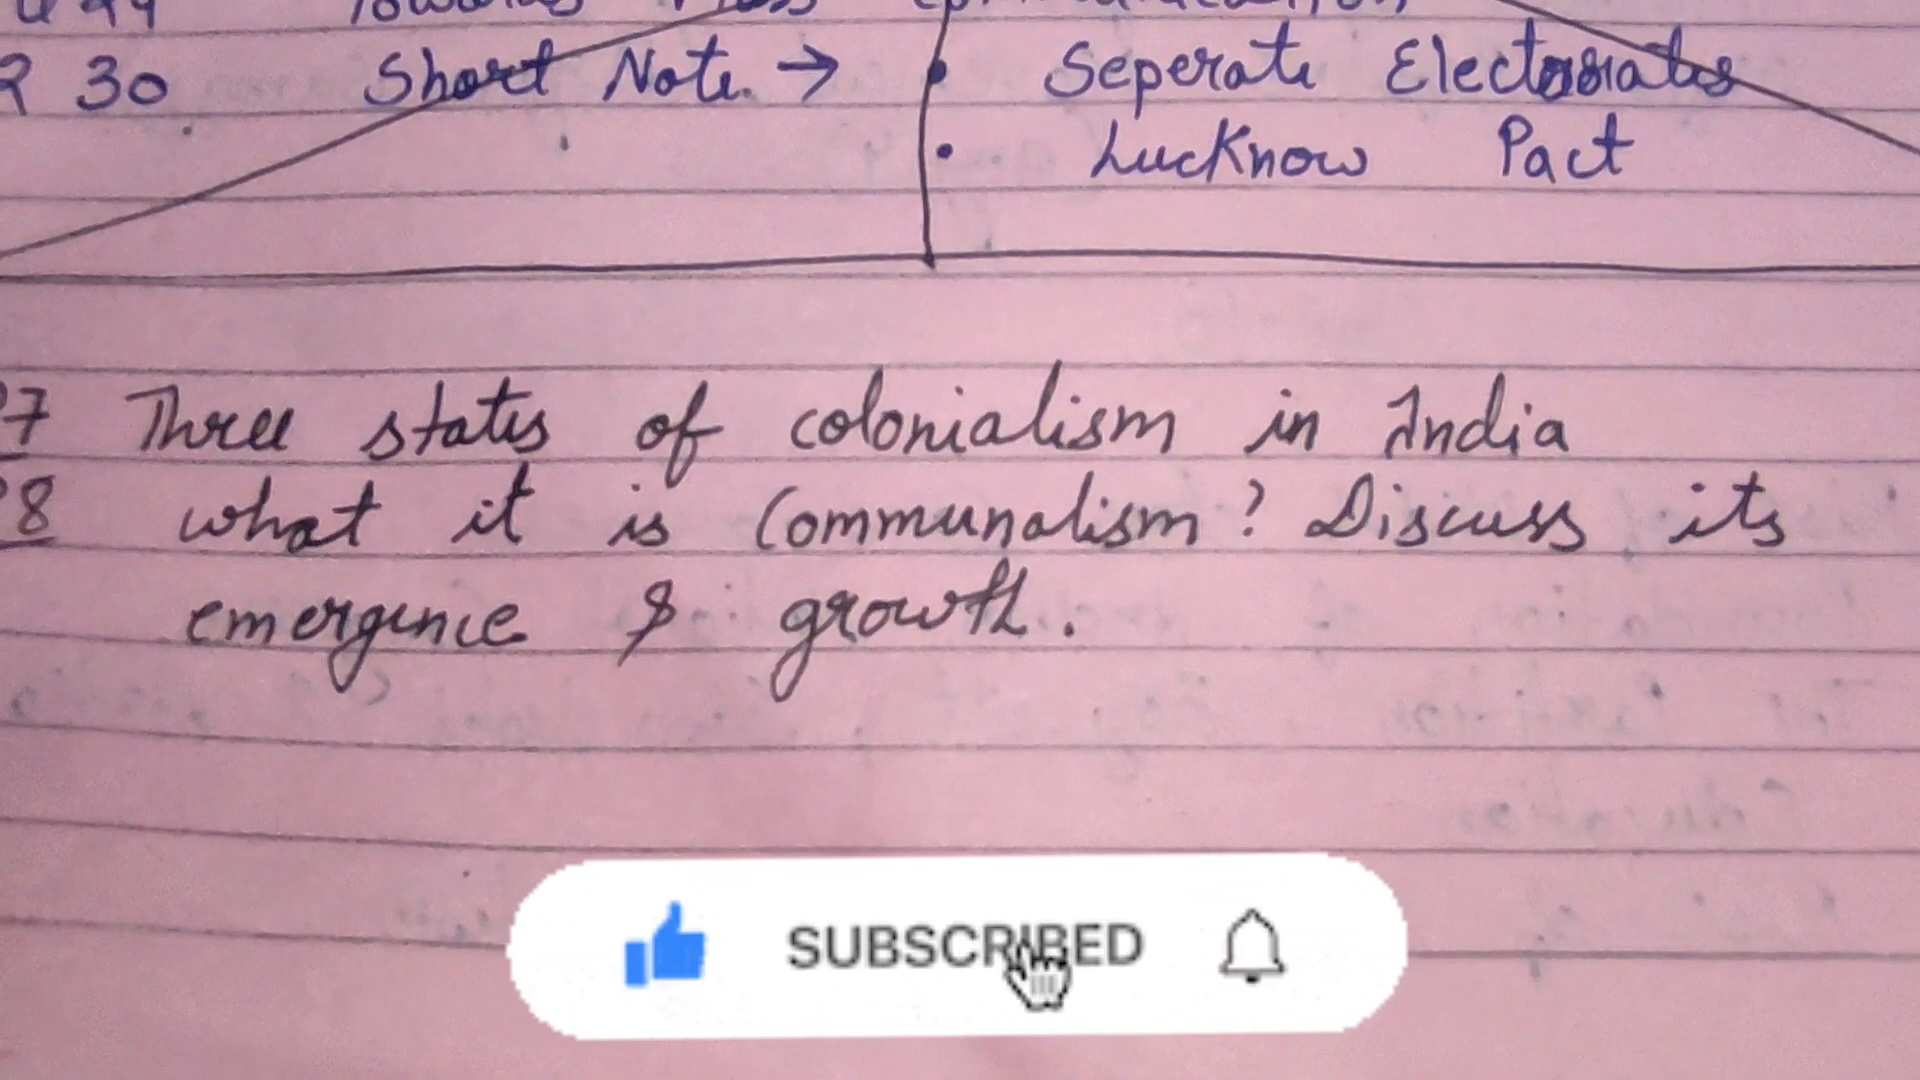 30 Short Note → • Seperate Electorates
• Lucknow Pact
7 Three states of colonialism in India
8 what it is Communalism? Discuss its
emergence & growth.
SUBSCRIBED